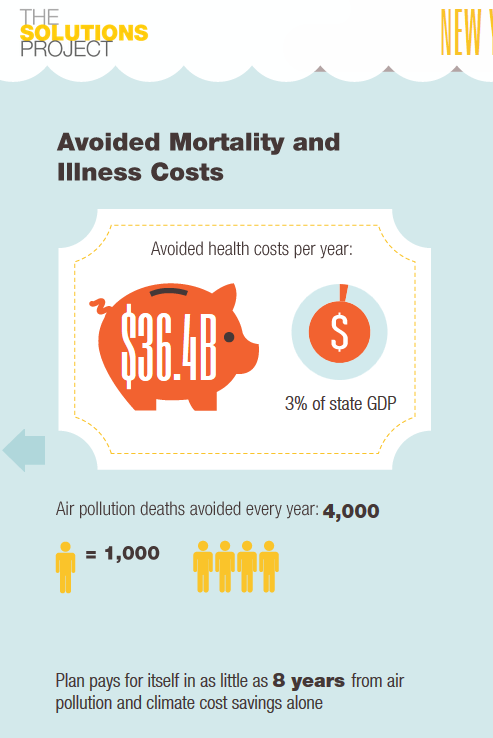 THE
SOLUTIONS
PROJECT
NEW
Avoided Mortality and
Illness Costs
Avoided health costs per year:
$36.4B
$
3% of state GDP
Air pollution deaths avoided every year: 4,000
= 1,000
Plan pays for itself in as little as 8 years from air
pollution and climate cost savings alone